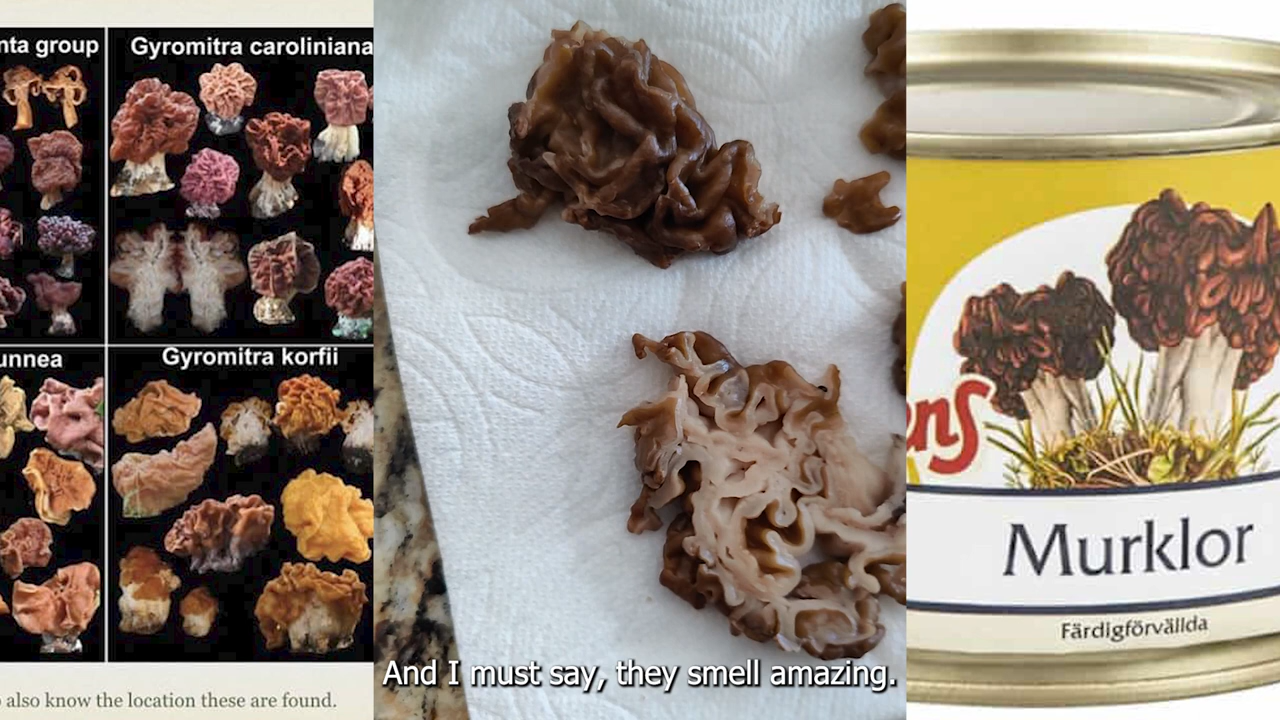 nta group
Gyromitra caroliniana
unnea
Gyromitra korfii
also know the location these are found.
And I must say, they smell amazing.
ns
Murklor
Färdigförvällda